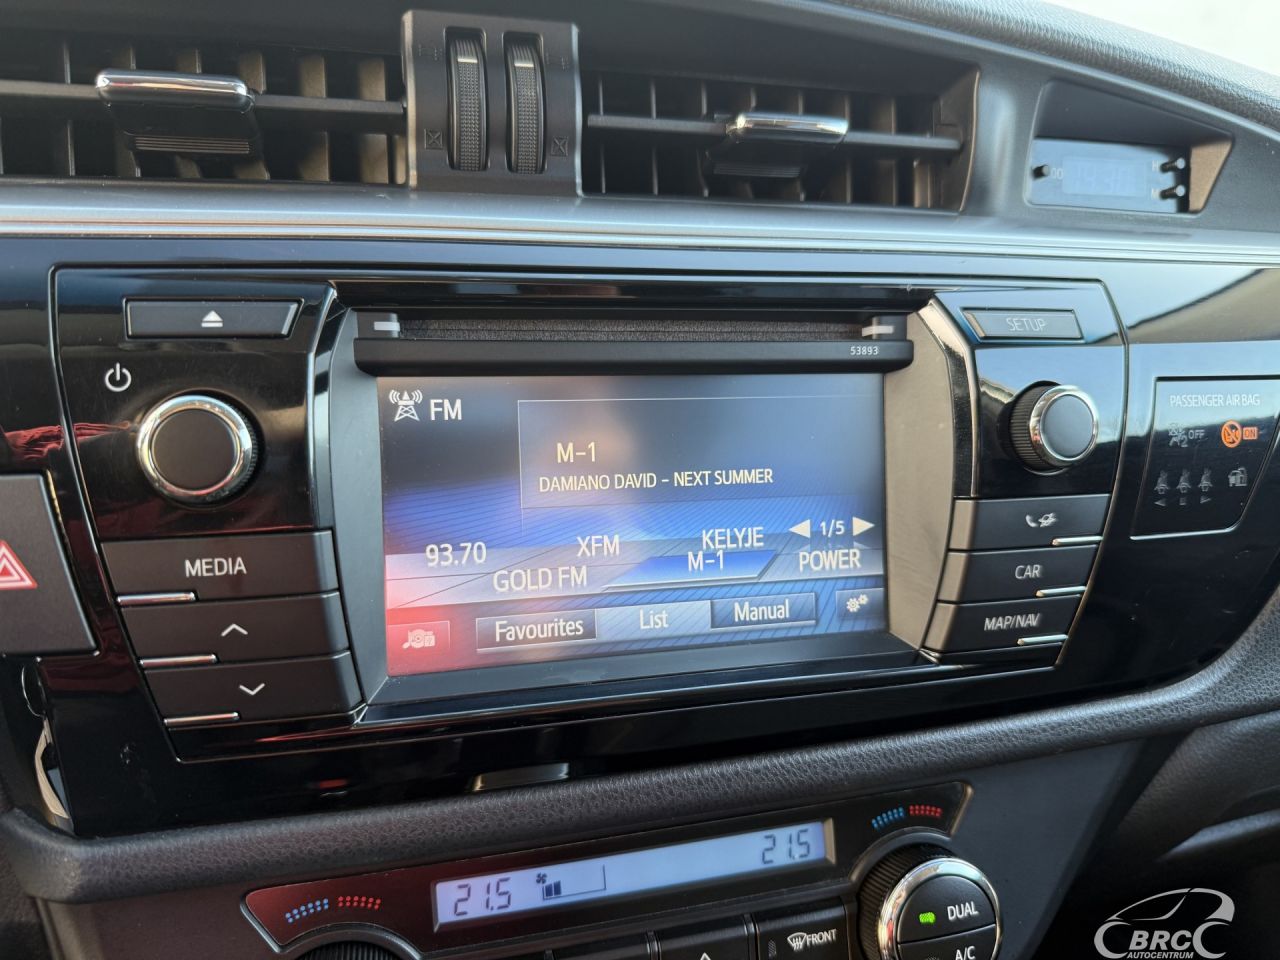 SETUP
53893
FM
M-1
DAMIANO DAVID - NEXT SUMMER
93.70
XFM
KELYJE
1/5
GOLD FM
M-1
POWER
Favourites
List
Manual
MEDIA
CAR
MAP/NAV
PASSENGER AIR BAG
OFF
ON
21.5
21.5
DUAL
A/C
FRONT
BRC
AUTOCENTRUM